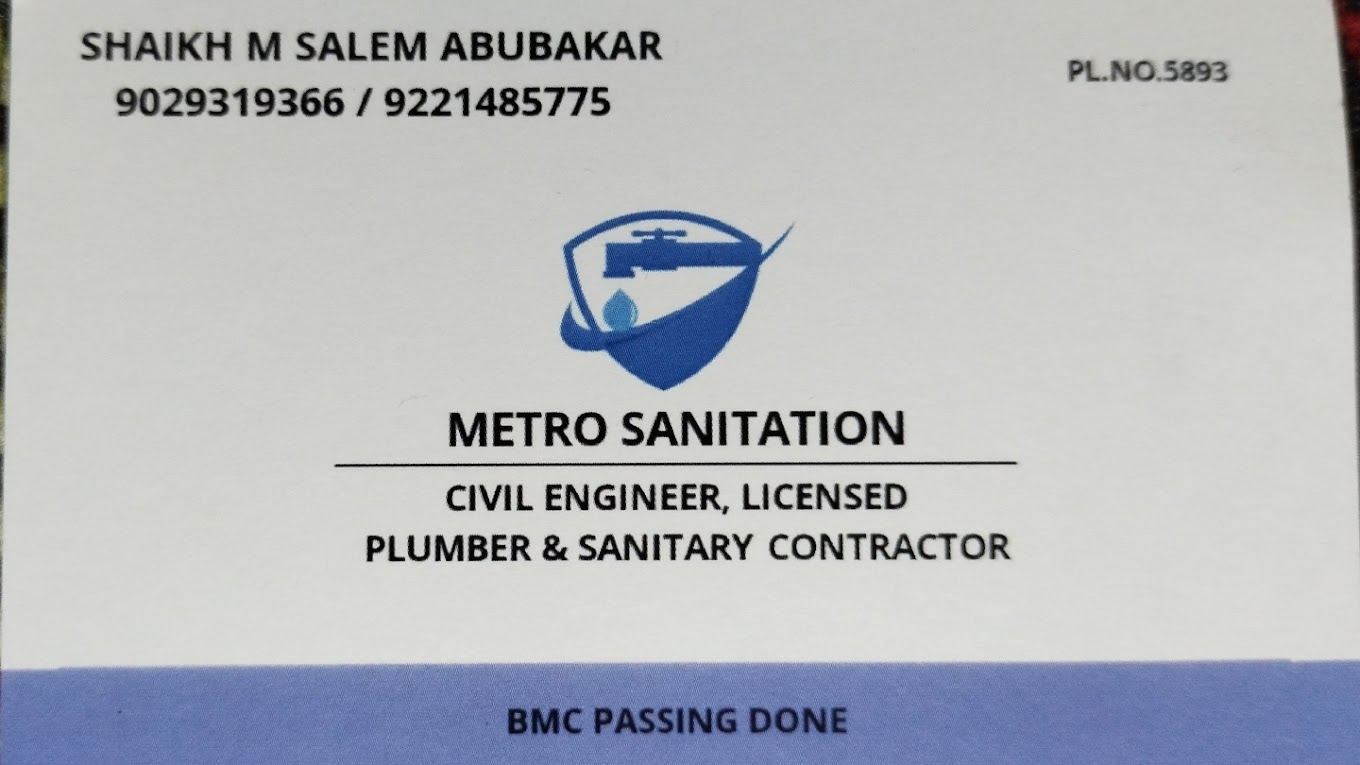 SHAIKH M SALEM ABUBAKAR
9029319366 / 9221485775
PL.NO.5893
METRO SANITATION
CIVIL ENGINEER, LICENSED
PLUMBER & SANITARY CONTRACTOR
BMC PASSING DONE